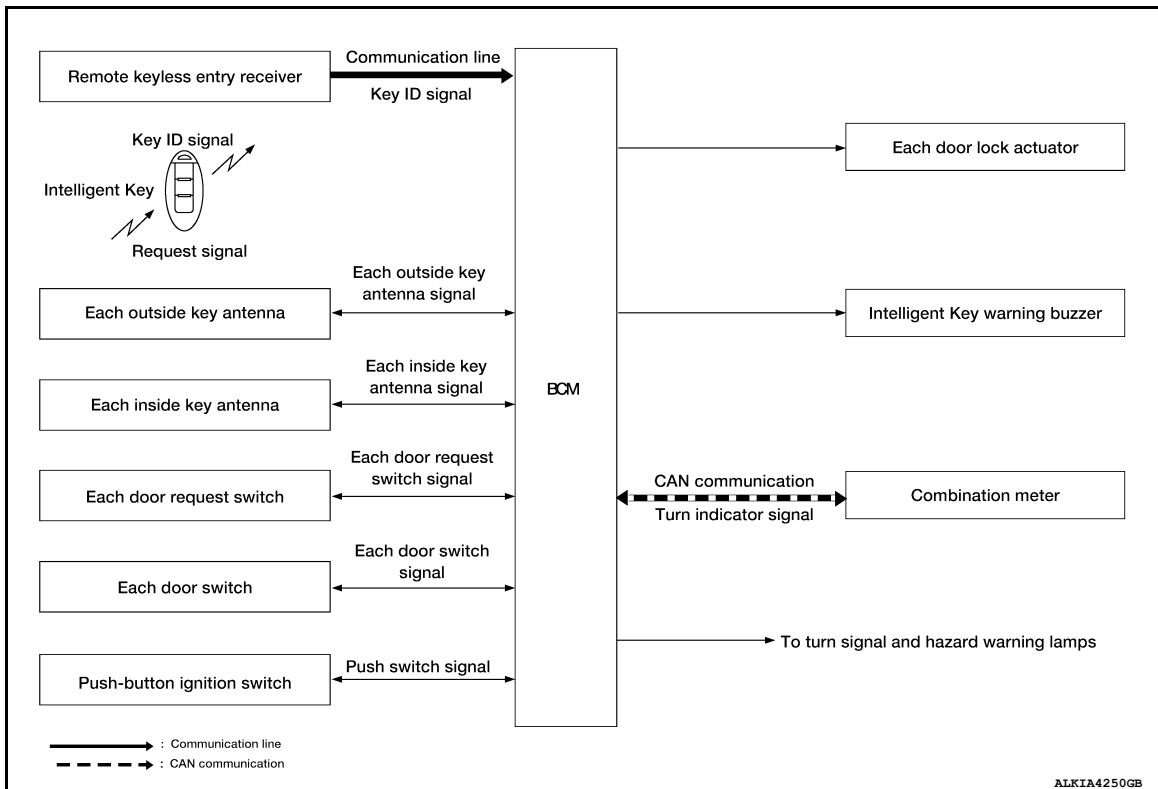 Remote keyless entry receiver
Communication line
Key ID signal
Key ID signal
Intelligent Key
Request signal
Each outside key antenna
Each outside key
antenna signal
Each inside key antenna
Each inside key
antenna signal
Each door request switch
Each door request
switch signal
Each door switch
Each door switch
signal
Push-button ignition switch
Push switch signal
BCM
Each door lock actuator
Intelligent Key warning buzzer
CAN communication
Turn indicator signal
Combination meter
To turn signal and hazard warning lamps
: Communication line
: CAN communication
ALKIA4250GB